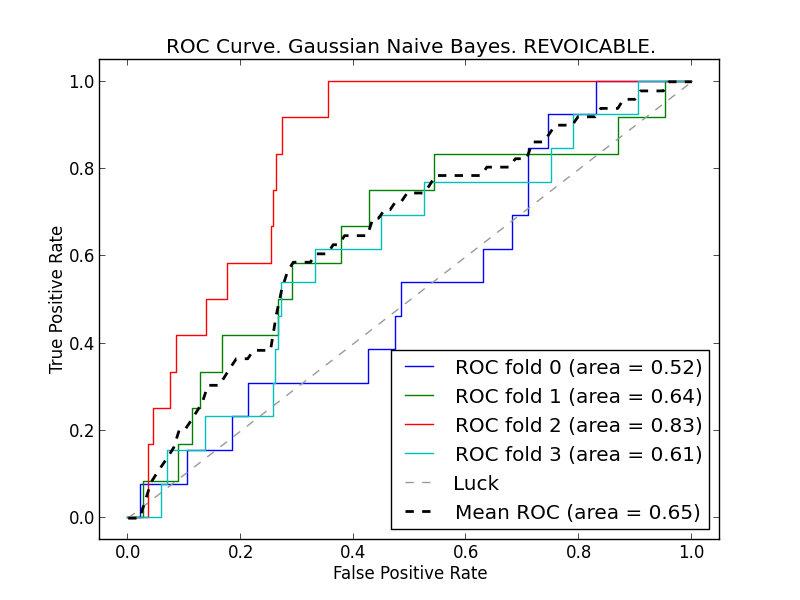 ROC Curve. Gaussian Naive Bayes. REVOICABLE.
True Positive Rate
1.0
0.8
0.6
0.4
0.2
0.0
ROC fold 0 (area = 0.52)
ROC fold 1 (area = 0.64)
ROC fold 2 (area = 0.83)
ROC fold 3 (area = 0.61)
Luck
Mean ROC (area = 0.65)
0.0 0.2 0.4 0.6 0.8 1.0
False Positive Rate